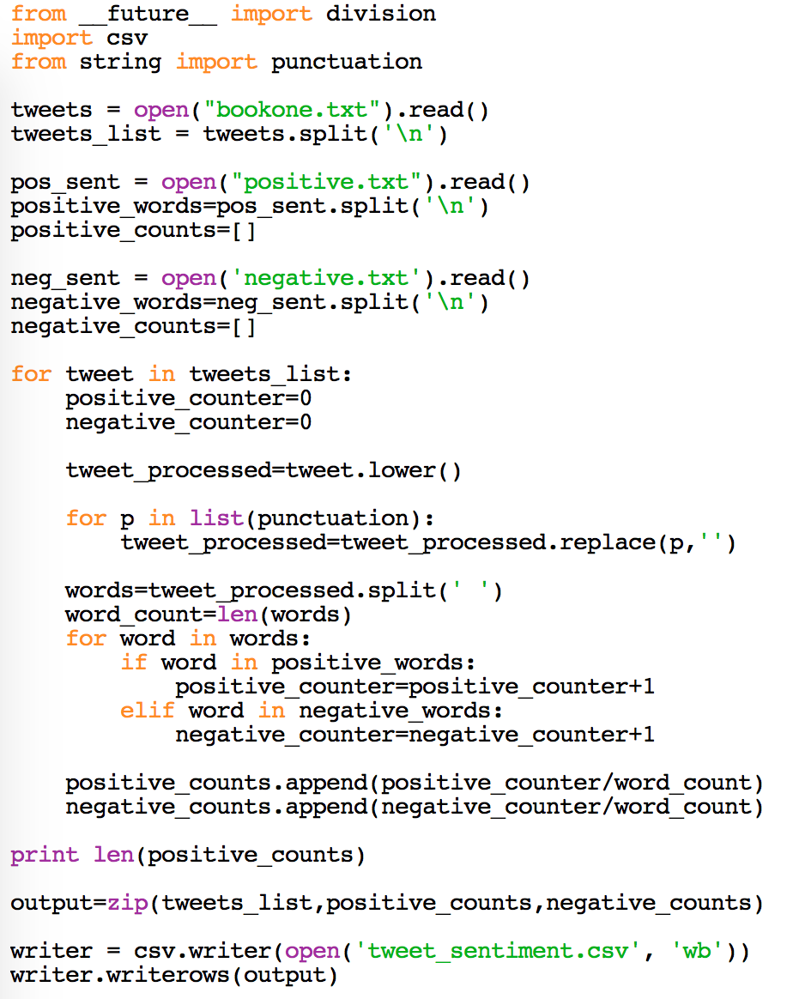 from __future__ import division
import csv
from string import punctuation

tweets = open("bookone.txt").read()
tweets_list = tweets.split('\n')

pos_sent = open("positive.txt").read()
positive_words=pos_sent.split('\n')
positive_counts=[]

neg_sent = open('negative.txt').read()
negative_words=neg_sent.split('\n')
negative_counts=[]

for tweet in tweets_list:
    positive_counter=0
    negative_counter=0

    tweet_processed=tweet.lower()

    for p in list(punctuation):
        tweet_processed=tweet_processed.replace(p,'')

    words=tweet_processed.split(' ')
    word_count=len(words)
    for word in words:
        if word in positive_words:
            positive_counter=positive_counter+1
        elif word in negative_words:
            negative_counter=negative_counter+1

    positive_counts.append(positive_counter/word_count)
    negative_counts.append(negative_counter/word_count)

print len(positive_counts)

output=zip(tweets_list,positive_counts,negative_counts)

writer = csv.writer(open('tweet_sentiment.csv', 'wb'))
writer.writerows(output)